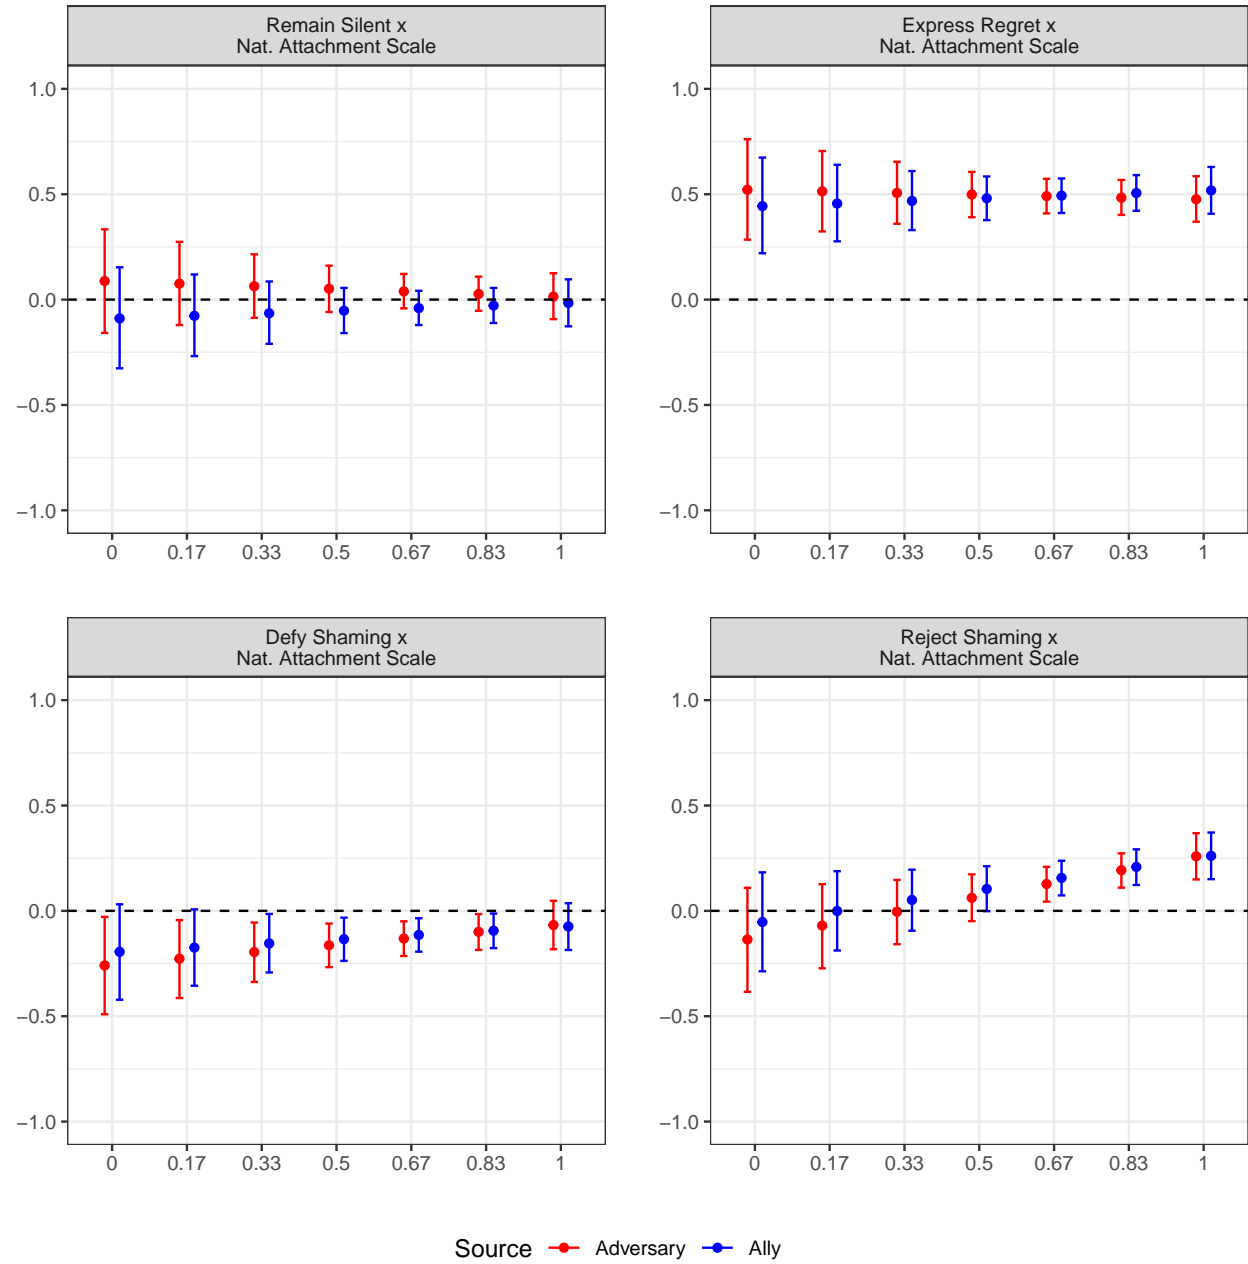 Remain Silent x
Nat. Attachment Scale
1.0
0.5
0.0
−0.5
−1.0
0 0.17 0.33 0.5 0.67 0.83 1
Express Regret x
Nat. Attachment Scale
1.0
0.5
0.0
−0.5
−1.0
0 0.17 0.33 0.5 0.67 0.83 1
Defy Shaming x
Nat. Attachment Scale
1.0
0.5
0.0
−0.5
−1.0
0 0.17 0.33 0.5 0.67 0.83 1
Reject Shaming x
Nat. Attachment Scale
1.0
0.5
0.0
−0.5
−1.0
0 0.17 0.33 0.5 0.67 0.83 1
Source Adversary Ally